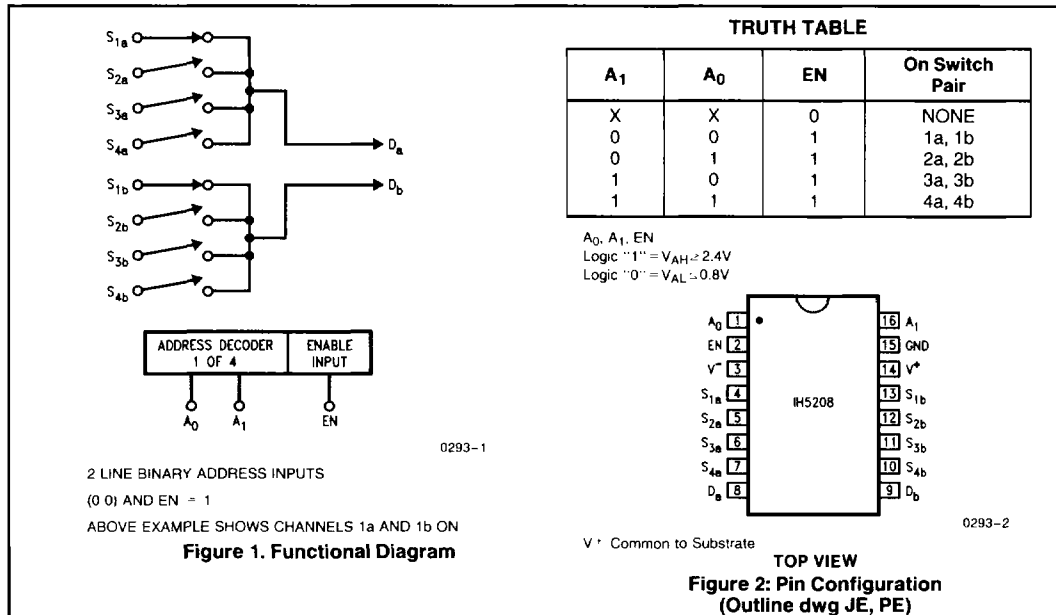 S1a
S2a
S3a
S4a
Da
S1b
Db
S2b
S3b
S4b
ADDRESS DECODER
1 OF 4
ENABLE
INPUT
A0 A1 EN
0293-1
2 LINE BINARY ADDRESS INPUTS
(0 0) AND EN = 1
ABOVE EXAMPLE SHOWS CHANNELS 1a AND 1b ON
Figure 1. Functional Diagram
TRUTH TABLE
A1 A0 EN On Switch Pair
X X 0 NONE
0 0 1 1a, 1b
0 1 1 2a, 2b
1 0 1 3a, 3b
1 1 1 4a, 4b
A0, A1, EN
Logic "1" = VAH ≥ 2.4V
Logic "0" = VAL ≤ 0.8V
A0 1 16 A1
EN 2 15 GND
V- 3 14 V+
S1a 4 13 S1b
IH5208
S2a 5 12 S2b
S3a 6 11 S3b
S4a 7 10 S4b
Da 8 9 Db
0293-2
V+ Common to Substrate
TOP VIEW
Figure 2: Pin Configuration
(Outline dwg JE, PE)